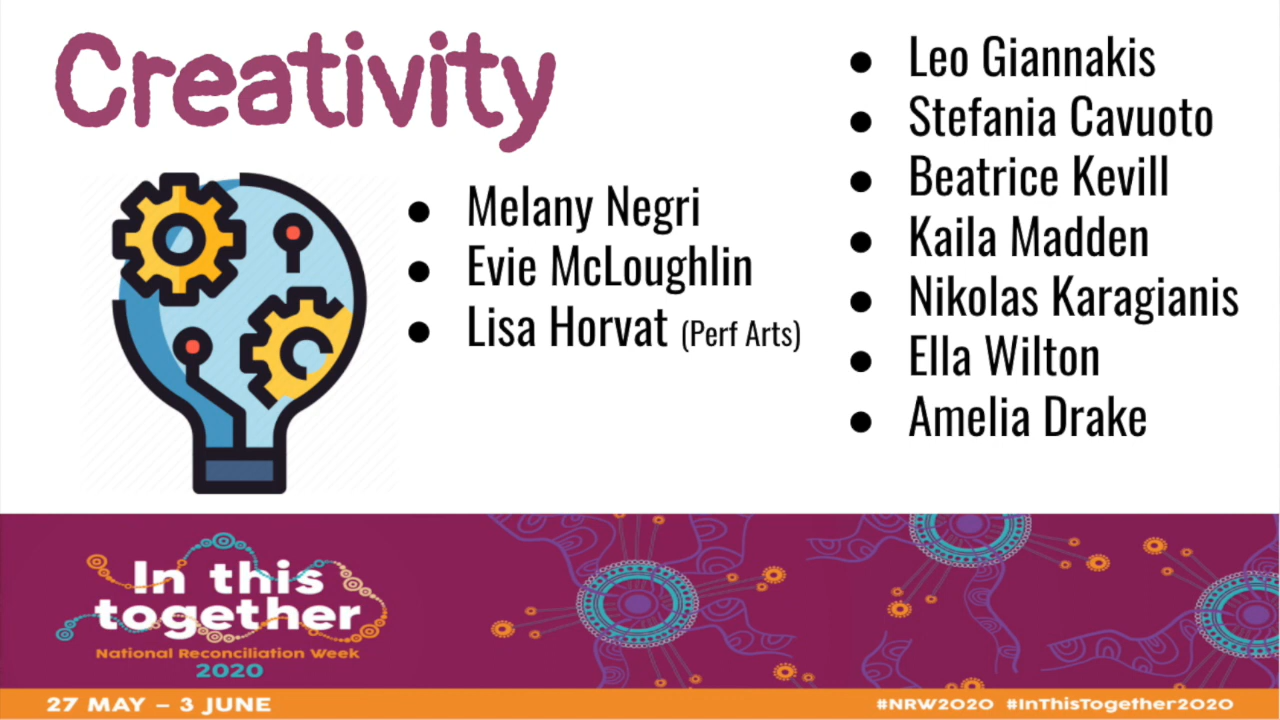 Creativity
● Melany Negri
● Evie McLoughlin
● Lisa Horvat (Perf Arts)
● Leo Giannakis
● Stefania Cavuoto
● Beatrice Kevill
● Kaila Madden
● Nikolas Karagianis
● Ella Wilton
● Amelia Drake
In this
together
National Reconciliation Week
2020
27 MAY – 3 JUNE
#NRW2020 #InThisTogether2020